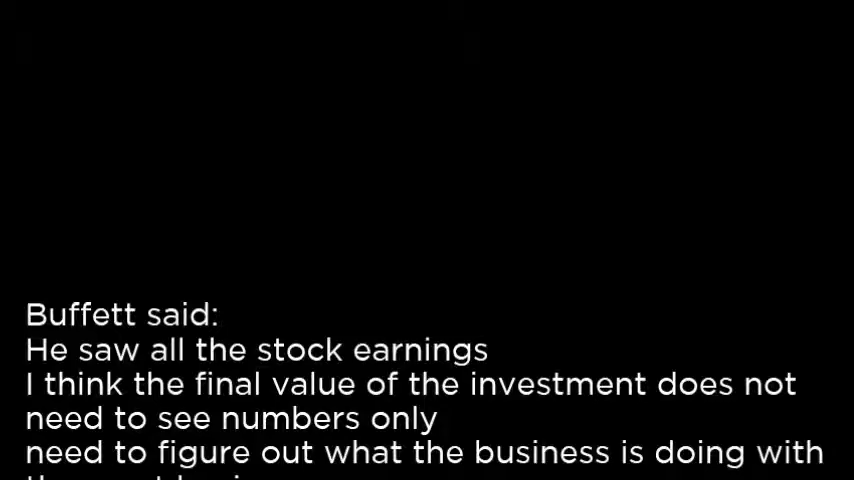 Buffett said:
He saw all the stock earnings
I think the final value of the investment does not
need to see numbers only
need to figure out what the business is doing with